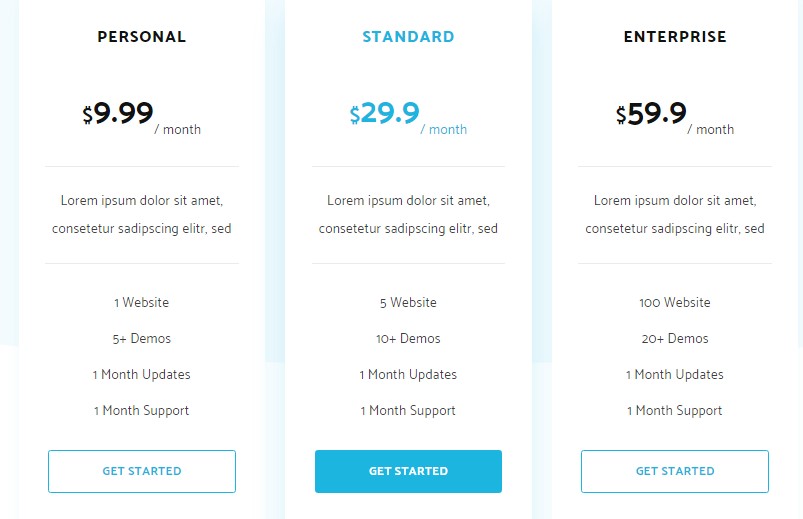 PERSONAL
$9.99 / month
Lorem ipsum dolor sit amet,
consetetur sadipscing elitr, sed
1 Website
5+ Demos
1 Month Updates
1 Month Support
GET STARTED
STANDARD
$29.9 / month
Lorem ipsum dolor sit amet,
consetetur sadipscing elitr, sed
5 Website
10+ Demos
1 Month Updates
1 Month Support
GET STARTED
ENTERPRISE
$59.9 / month
Lorem ipsum dolor sit amet,
consetetur sadipscing elitr, sed
100 Website
20+ Demos
1 Month Updates
1 Month Support
GET STARTED